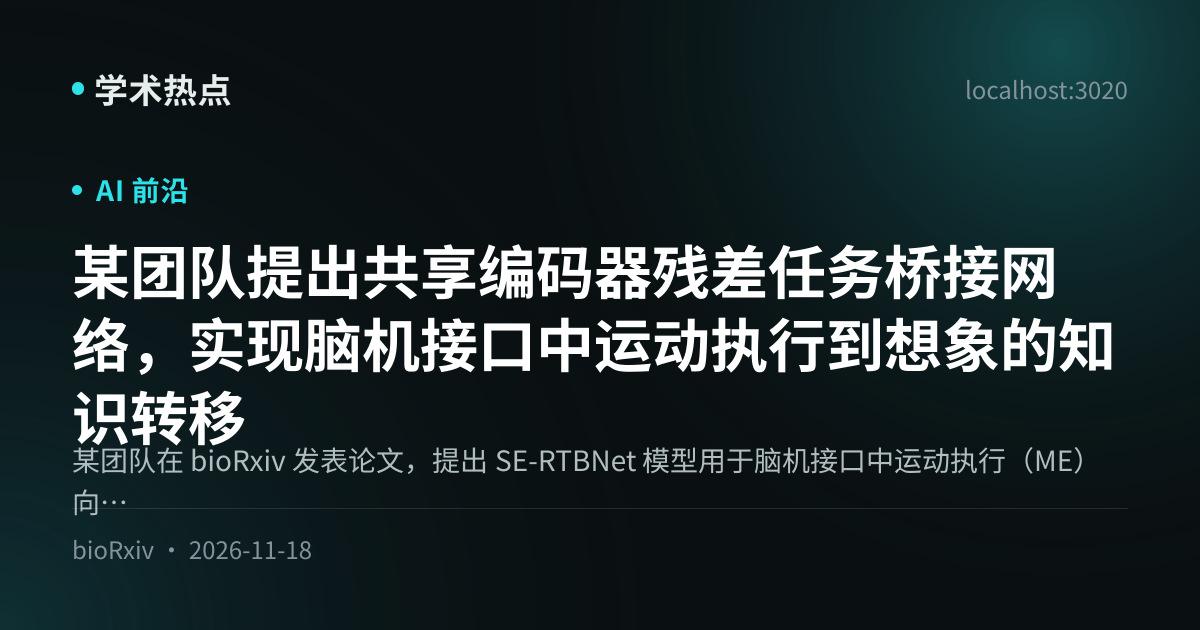 学术热点
localhost:3020
AI 前沿
某团队提出共享编码器残差任务桥接网
络，实现脑机接口中运动执行到想象的知
识转移
某团队在 bioRxiv 发表论文，提出 SE-RTBNet 模型用于脑机接口中运动执行（ME）
向…
bioRxiv · 2026-11-18